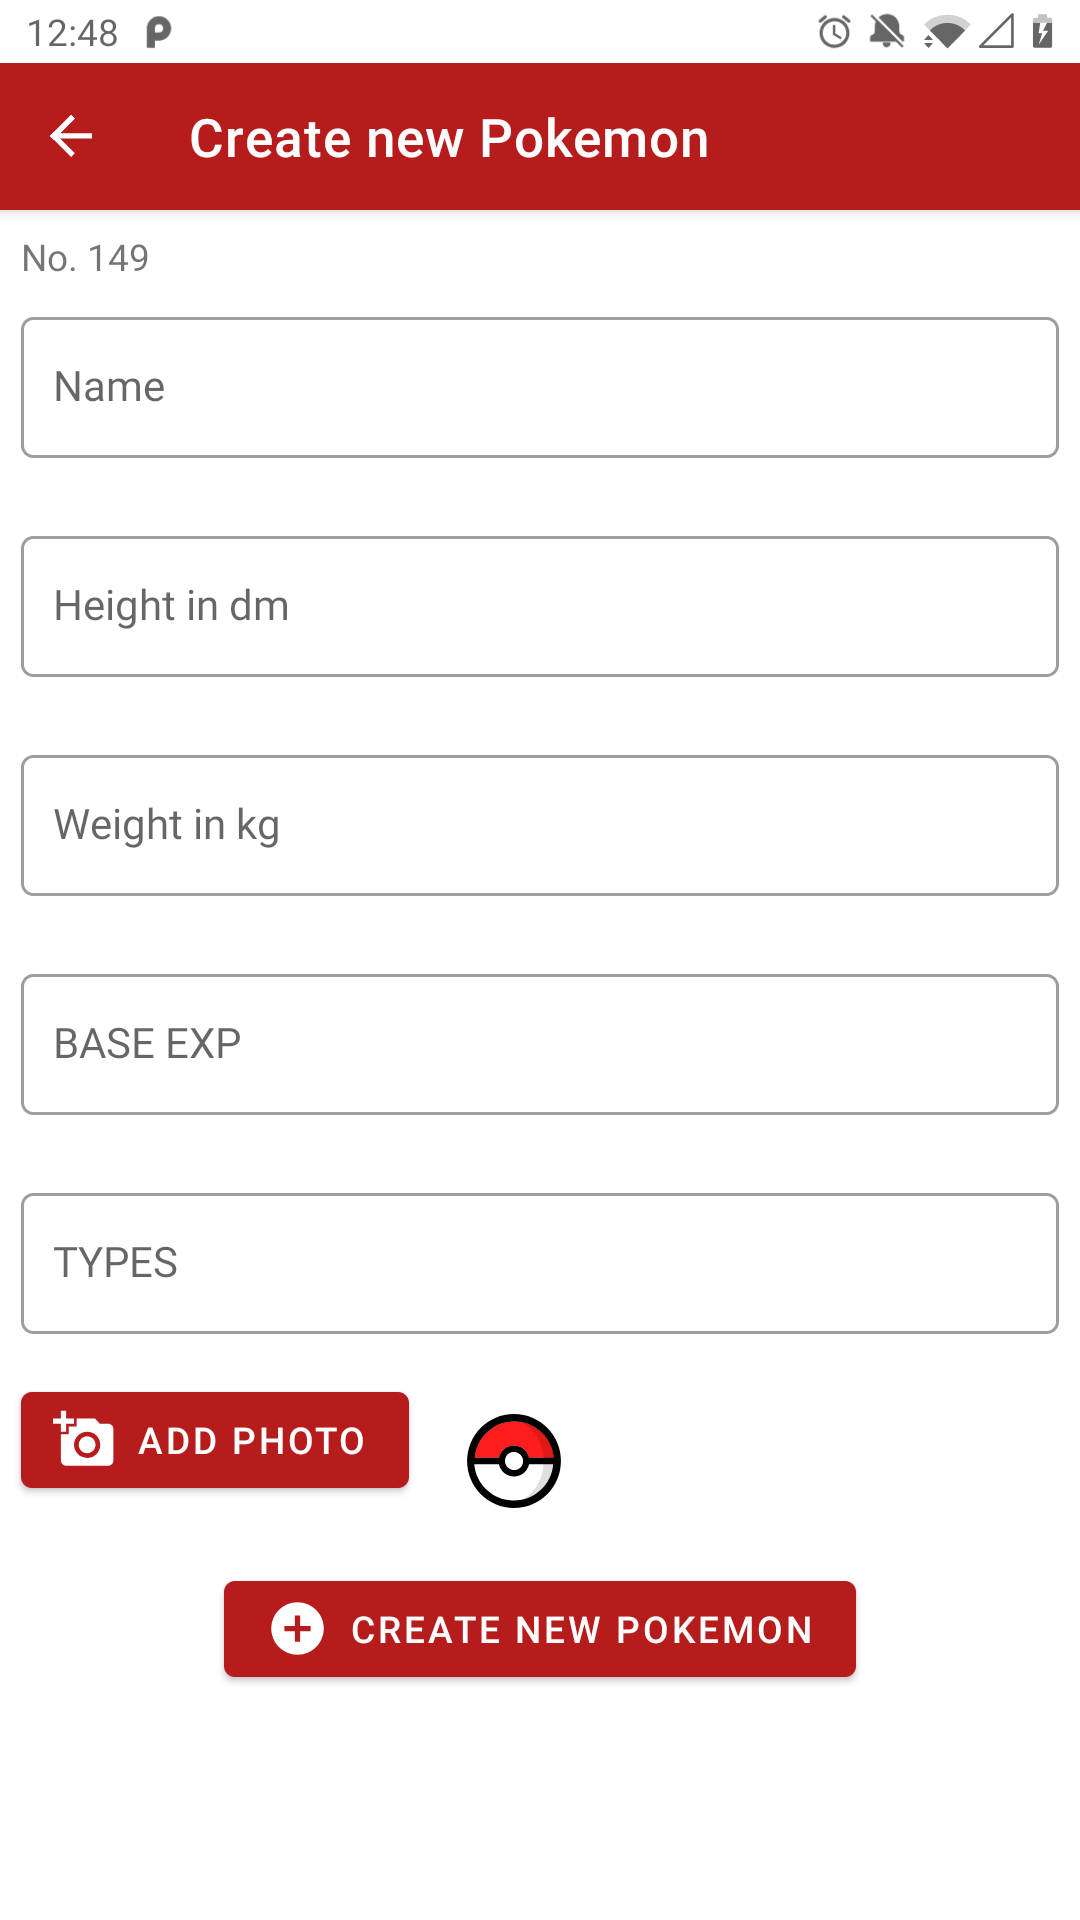 12:48
Create new Pokemon
No. 149
Name
Height in dm
Weight in kg
BASE EXP
TYPES
ADD PHOTO
CREATE NEW POKEMON